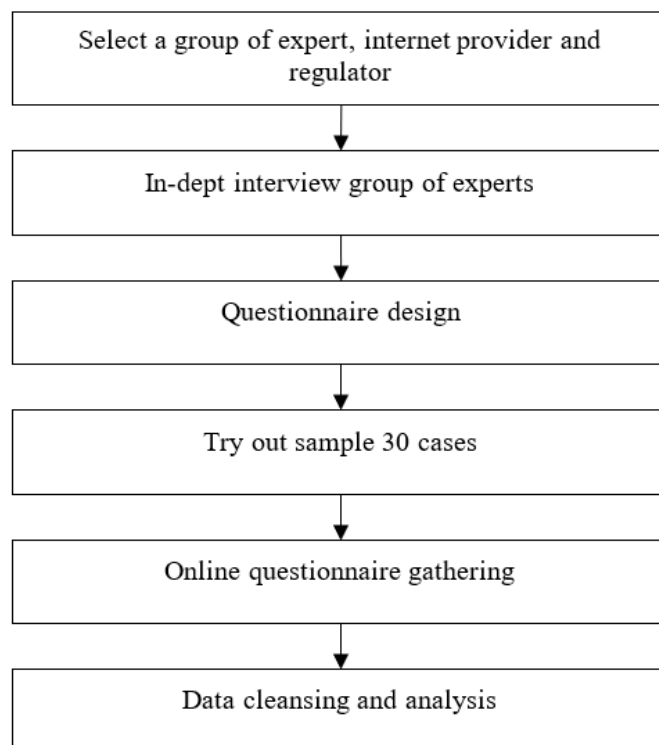 Select a group of expert, internet provider and
regulator
In-dept interview group of experts
Questionnaire design
Try out sample 30 cases
Online questionnaire gathering
Data cleansing and analysis